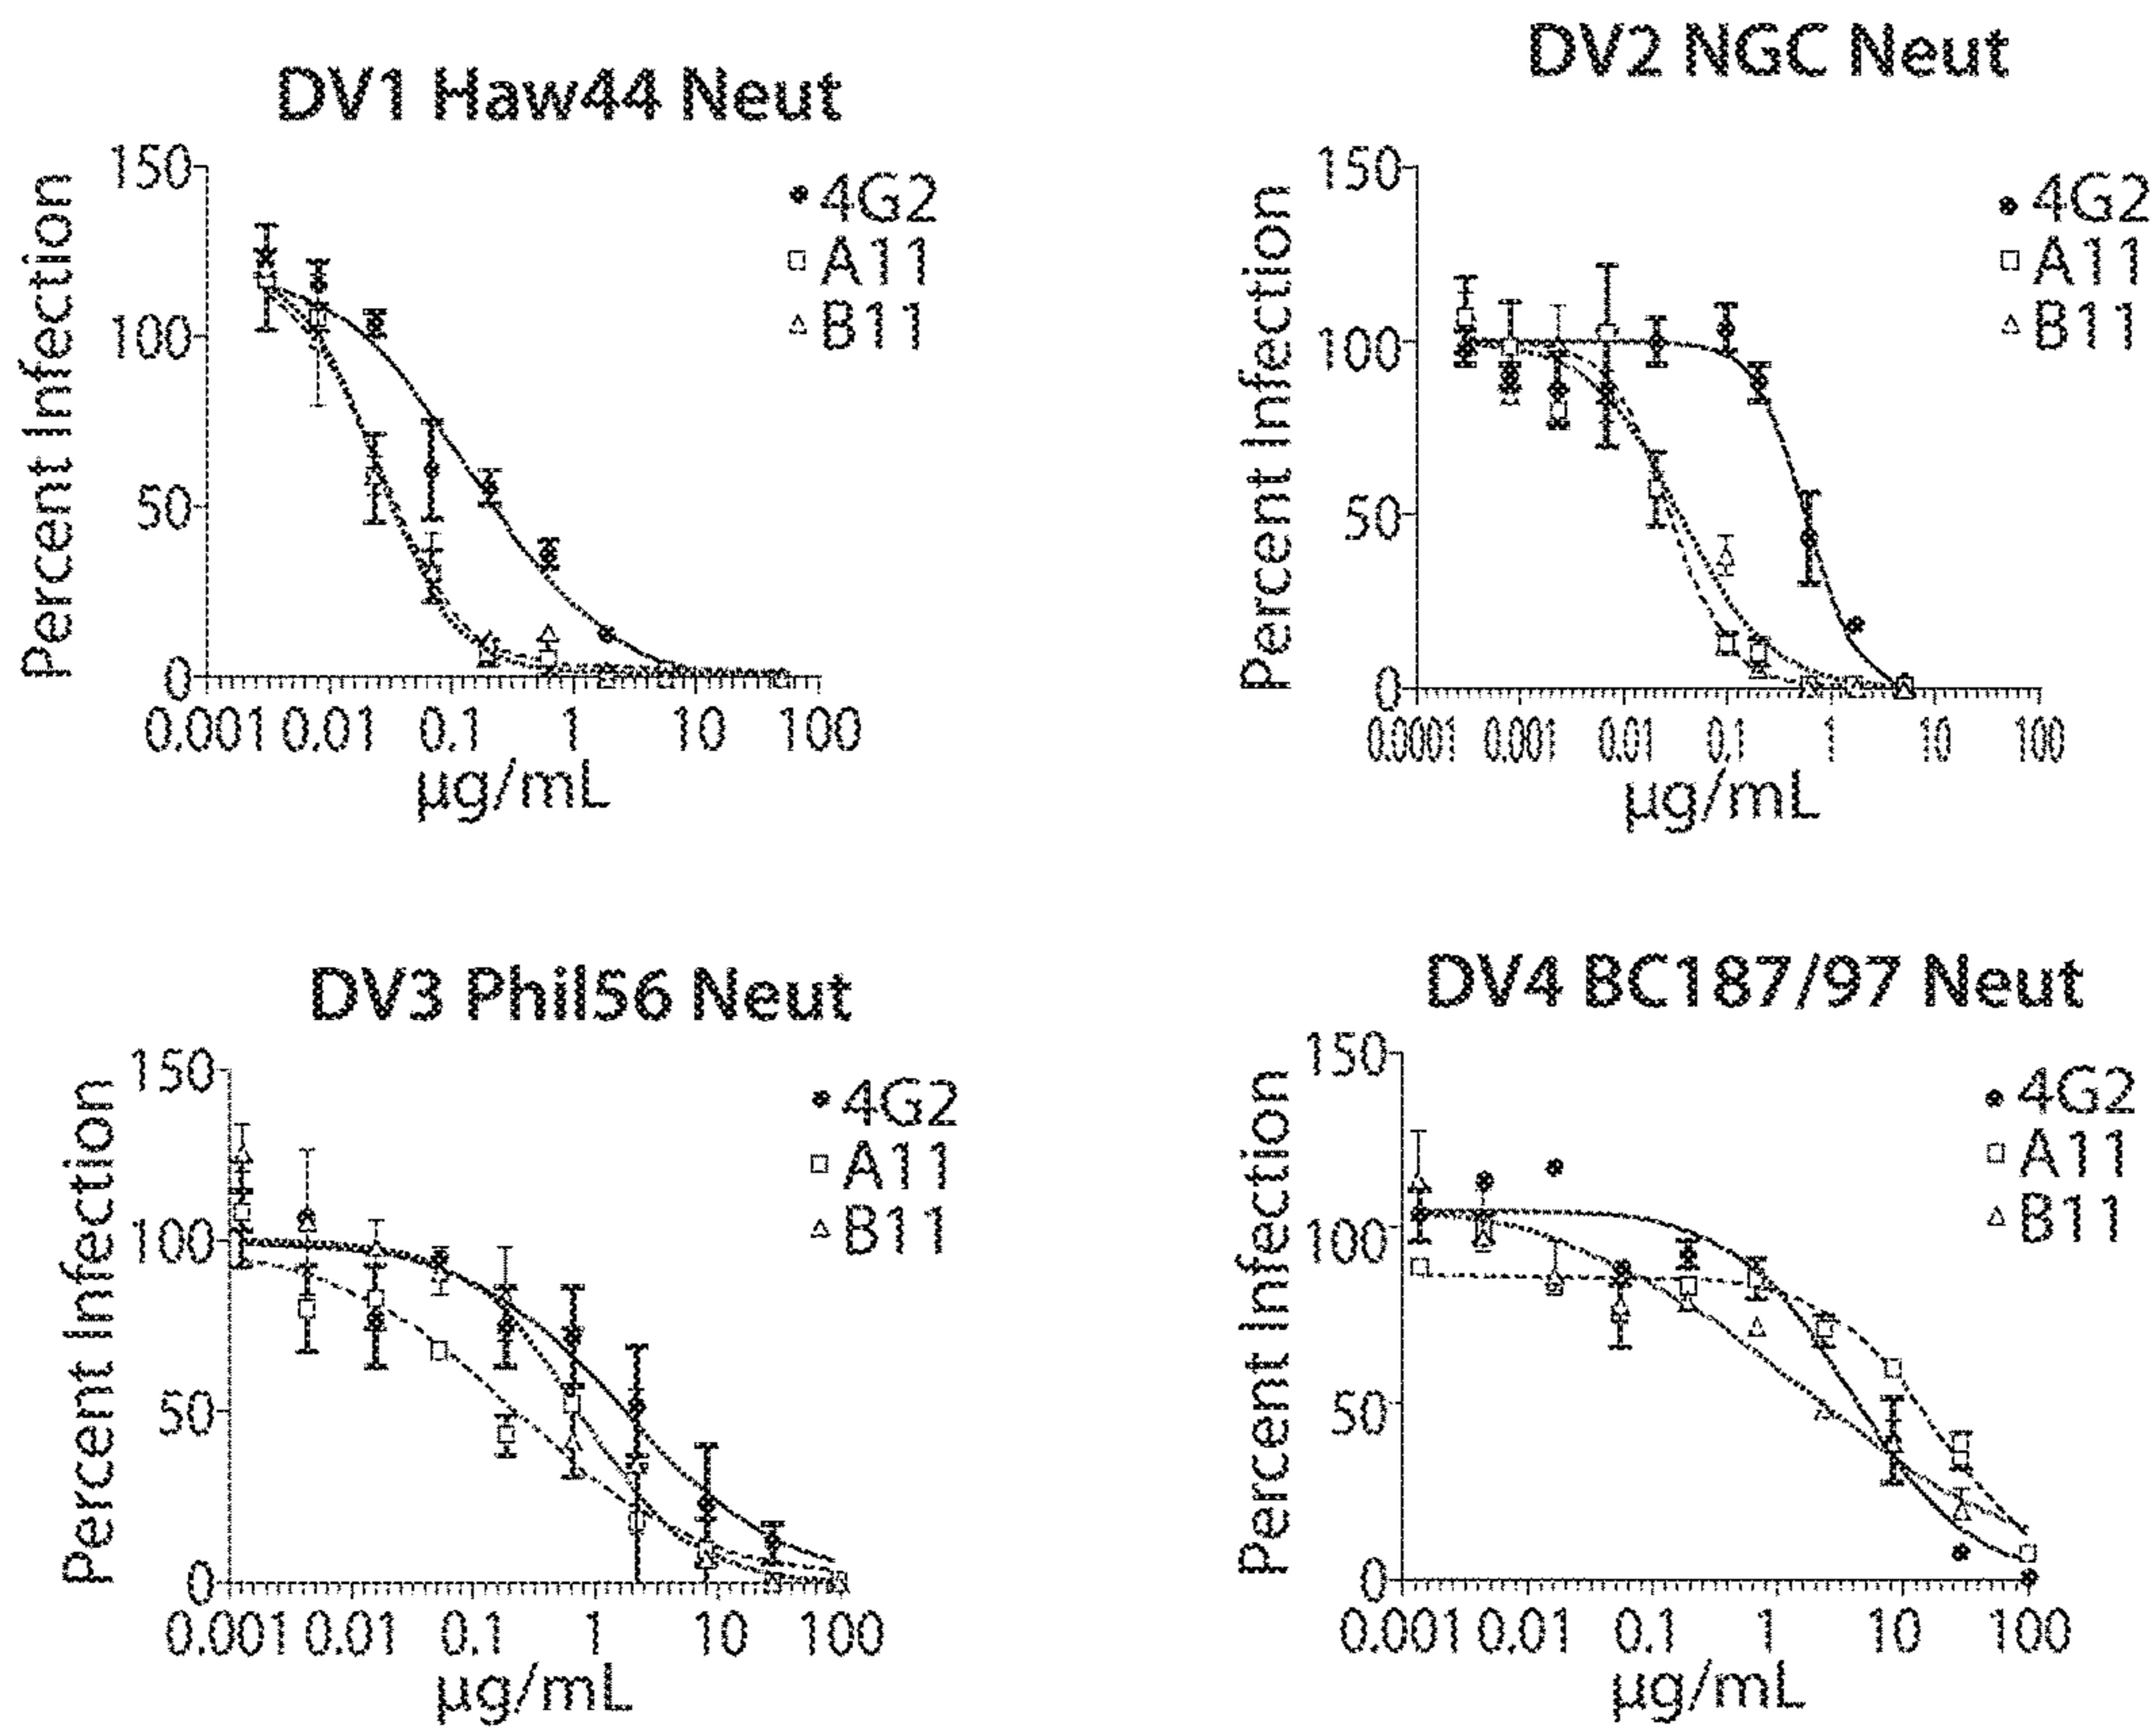 DV1 Haw44 Neut
Percent Infection
150
100
50
0
4G2
A11
B11
0.001 0.01 0.1 1 10 100
µg/mL
DV2 NGC Neut
Percent Infection
150
100
50
0
4G2
A11
B11
0.0001 0.001 0.01 0.1 1 10 100
µg/mL
DV3 Phil56 Neut
Percent Infection
150
100
50
0
4G2
A11
B11
0.001 0.01 0.1 1 10 100
µg/mL
DV4 BC187/97 Neut
Percent Infection
150
100
50
0
4G2
A11
B11
0.001 0.01 0.1 1 10 100
µg/mL